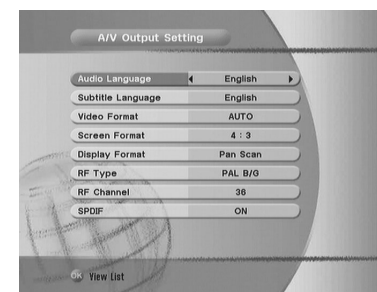 A/V Output Setting
Audio Language English
Subtitle Language English
Video Format AUTO
Screen Format 4 : 3
Display Format Pan Scan
RF Type PAL B/G
RF Channel 36
SPDIF ON
OK View List